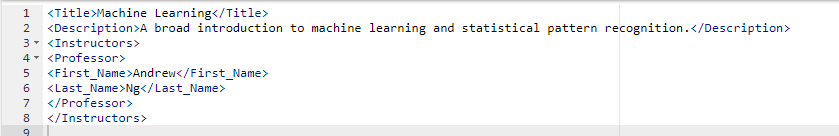 1 <Title>Machine Learning</Title>
2 <Description>A broad introduction to machine learning and statistical pattern recognition.</Description>
3 <Instructors>
4 <Professor>
5 <First_Name>Andrew</First_Name>
6 <Last_Name>Ng</Last_Name>
7 </Professor>
8 </Instructors>
9